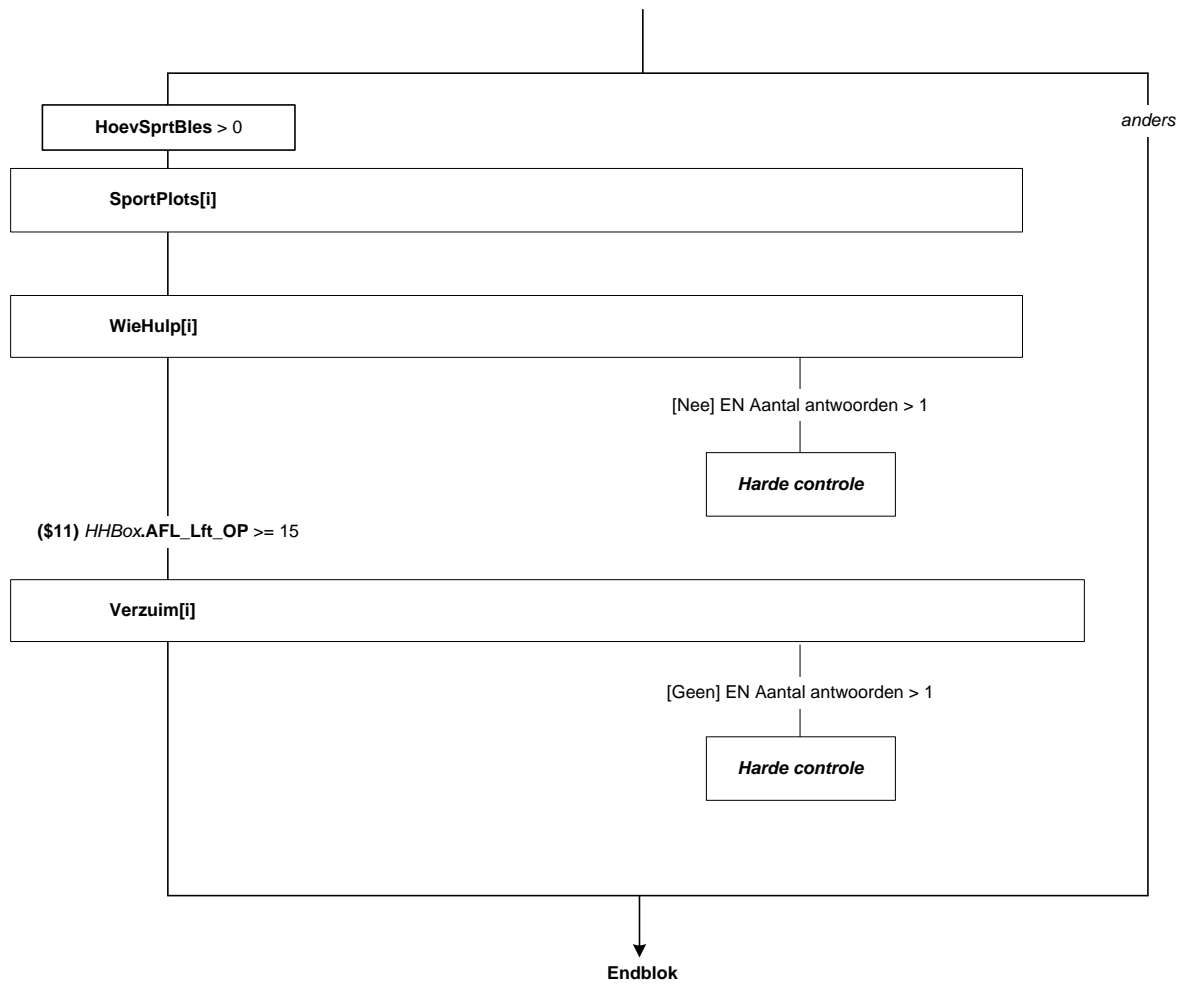 anders
HoevSprtBles > 0
SportPlots[i]
WieHulp[i]
[Nee] EN Aantal antwoorden > 1
Harde controle
($11) HHBox.AFL_Lft_OP >= 15
Verzuim[i]
[Geen] EN Aantal antwoorden > 1
Harde controle
Endblok